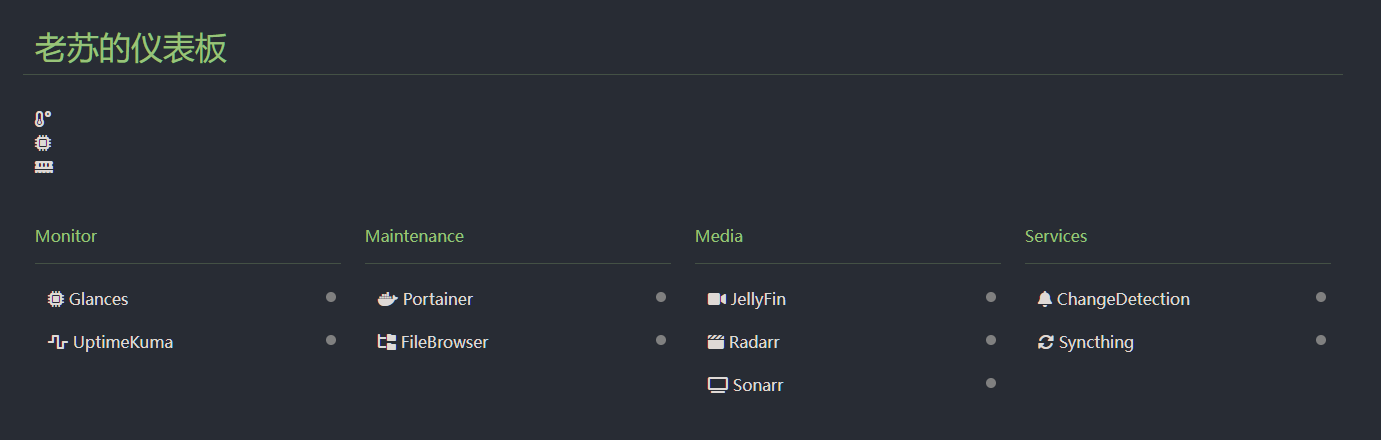 老苏的仪表板
Monitor
Glances
UptimeKuma
Maintenance
Portainer
FileBrowser
Media
JellyFin
Radarr
Sonarr
Services
ChangeDetection
Syncthing